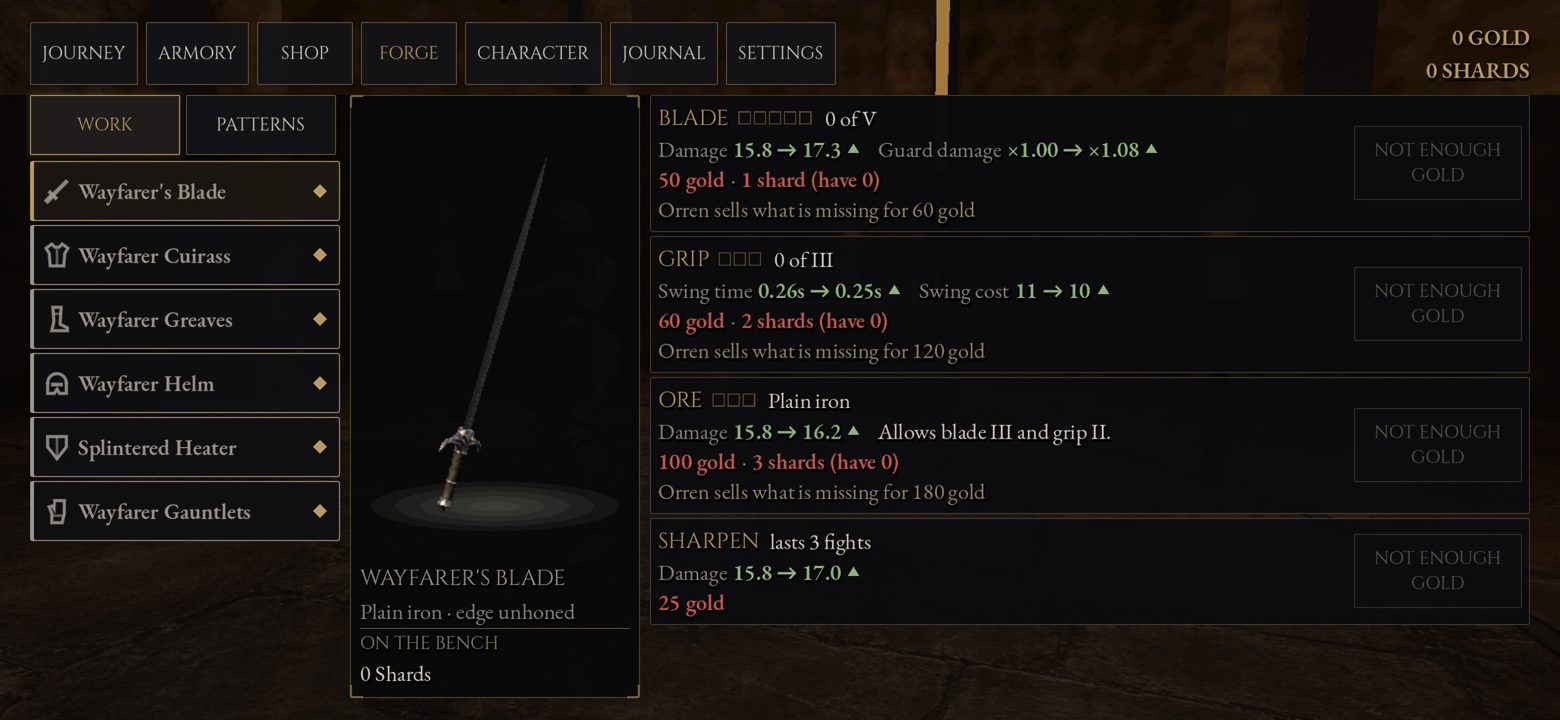 JOURNEY
ARMORY
SHOP
FORGE
CHARACTER
JOURNAL
SETTINGS
0 GOLD
0 SHARDS
WORK
PATTERNS
Wayfarer's Blade
Wayfarer Cuirass
Wayfarer Greaves
Wayfarer Helm
Splintered Heater
Wayfarer Gauntlets
WAYFARER'S BLADE
Plain iron · edge unhoned
ON THE BENCH
0 Shards
BLADE □□□□□ 0 of V
Damage 15.8 → 17.3 ▲ Guard damage ×1.00 → ×1.08 ▲
50 gold · 1 shard (have 0)
Orren sells what is missing for 60 gold
NOT ENOUGH
GOLD
GRIP □□□ 0 of III
Swing time 0.26s → 0.25s ▲ Swing cost 11 → 10 ▲
60 gold · 2 shards (have 0)
Orren sells what is missing for 120 gold
NOT ENOUGH
GOLD
ORE □□□ Plain iron
Damage 15.8 → 16.2 ▲ Allows blade III and grip II.
100 gold · 3 shards (have 0)
Orren sells what is missing for 180 gold
NOT ENOUGH
GOLD
SHARPEN lasts 3 fights
Damage 15.8 → 17.0 ▲
25 gold
NOT ENOUGH
GOLD